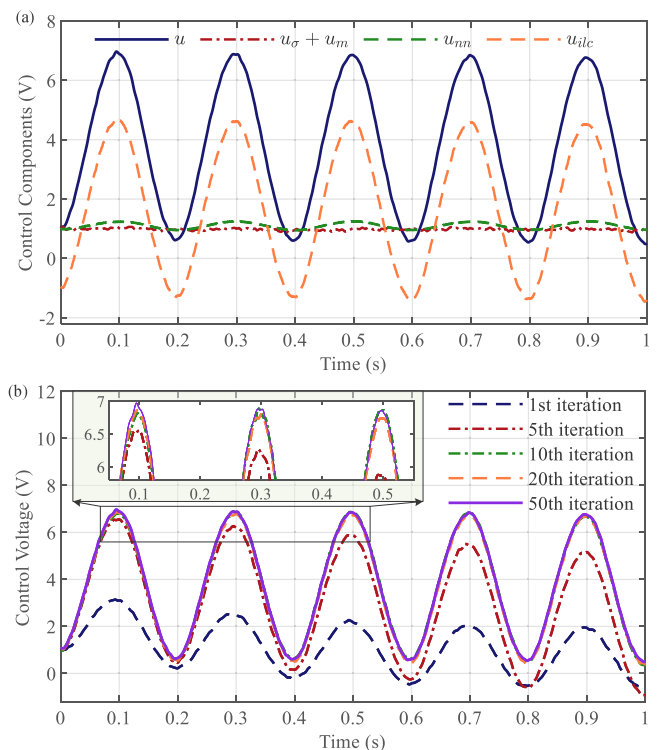 (a)
8
6
4
2
0
-2
Control Components (V)
u
u_σ + u_m
u_nn
u_ilc
0 0.1 0.2 0.3 0.4 0.5 0.6 0.7 0.8 0.9 1
Time (s)
(b)
12
10
8
6
4
2
0
Control Voltage (V)
7
6.5
6
0.1 0.2 0.3 0.4 0.5
1st iteration
5th iteration
10th iteration
20th iteration
50th iteration
0 0.1 0.2 0.3 0.4 0.5 0.6 0.7 0.8 0.9 1
Time (s)